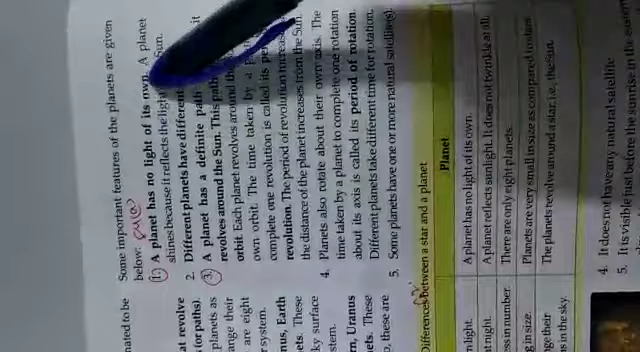 nated to be
at revolve
(or paths)
planets as
ange their
are eight
r system.
nus, Earth
ets. These
ky surface
stem.
rn, Uranus
nets. These
o, these are
Some important features of the planets are given
below:
1. A planet has no light of its own. A planet
shines because it reflects the light Sun.
2. Different planets have different
3. A planet has a definite path it
revolves around the Sun. This path
orbit Each planet revolves around the
own orbit. The time taken by a
complete one revolution is called its
revolution. The period of revolution increases
the distance of the planet increases from the Sun.
4. Planets also rotate about their own axis. The
time taken by a planet to complete one rotation
about its axis is called its period of rotation.
Different planets take different time for rotation.
5. Some planets have one or more natural satellite(s).
Differences between a star and a planet
Planet
n light. A planet has no light of its own.
t night. A planet reflects sunlight. It does not twinkle at all.
ess in number. There are only eight planets.
g in size. Planets are very small in size as compared to stars
nge their The planets revolve around a star, i.e., the Sun.
s in the sky.
4. It does not have any natural satellite
5. It is visible just before the sunrise in the eastern